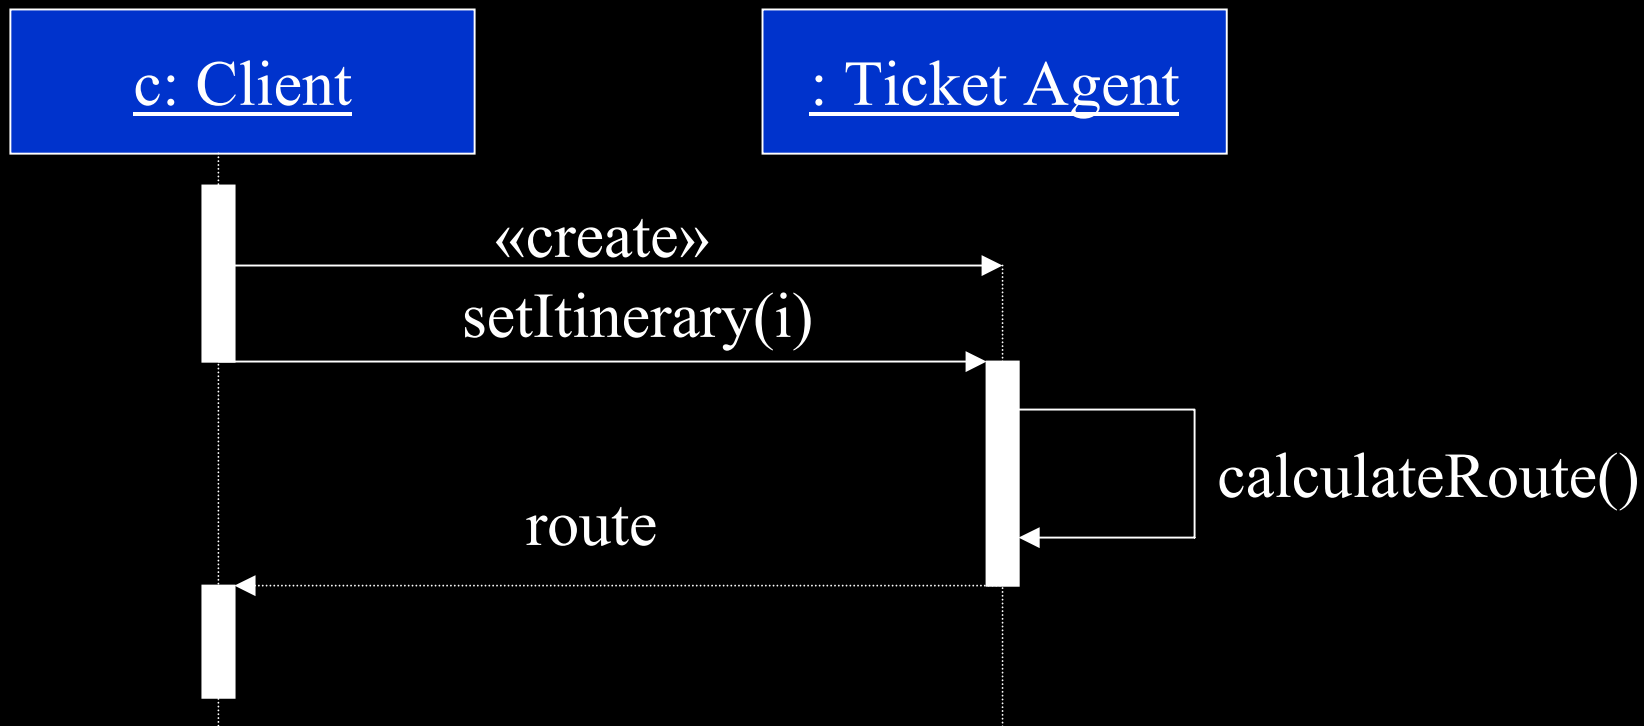 c: Client
: Ticket Agent
«create»
setItinerary(i)
calculateRoute()
route